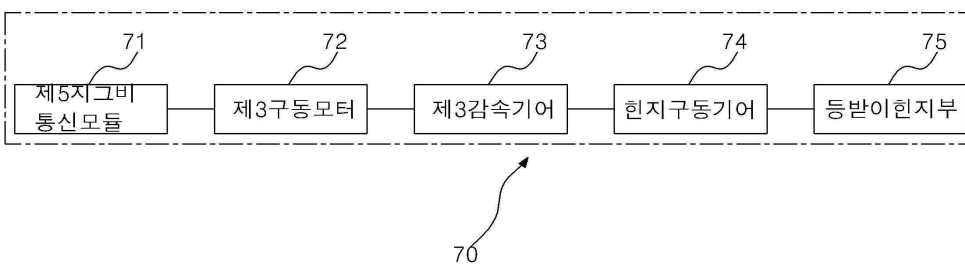 71 72 73 74 75
제5지그비
통신모듈
제3구동모터
제3감속기어
힌지구동기어
등받이힌지부
70